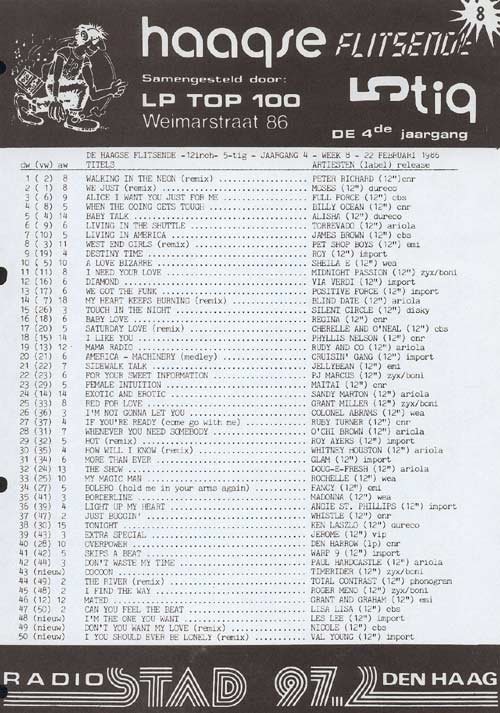 8
haagse FLITSENDE
Samengesteld door: 5tig
LP TOP 100
Weimarstraat 86 DE 4de jaargang
DE HAAGSE FLITSENDE -12inch- 5-tig - JAARGANG 4 - WEEK 8 - 22 FEBRUARI 1986
dw (vw) aw TITELS ARTIESTEN (label) release
1 ( 2) 8 WALKING IN THE NEON (remix) PETER RICHARD (12")cnr
2 ( 1) 8 WE JUST (remix) MOSES (12") dureco
3 ( 6) 9 ALICE I WANT YOU JUST FOR ME FULL FORCE (12") cbs
4 ( 8) 5 WHEN THE GOING GETS TOUGH BILLY OCEAN (12") cnr
5 ( 4) 14 BABY TALK ALISHA (12") dureco
6 ( 9) 6 LIVING IN THE SHUTTLE TORREVADO (12") ariola
7 (10) 5 LIVING IN AMERICA JAMES BROWN (12") cbs
8 ( 3) 11 WEST END GIRLS (remix) PET SHOP BOYS (12") emi
9 (19) 4 DESTINY TIME ROY (12") import
10 ( 5) 10 A LOVE BIZARRE SHEILA E (12") wea
11 (11) 8 I NEED YOUR LOVE MIDNIGHT PASSION (12") zyx/boni
12 (16) 6 DIAMOND VIA VERDI (12") import
13 (17) 6 WE GOT THE FUNK POSITIVE FORCE (12") import
14 ( 7) 18 MY HEART KEEPS BURNING (remix) BLIND DATE (12") ariola
15 (26) 3 TOUCH IN THE NIGHT SILENT CIRCLE (12") disky
16 (18) 6 BABY LOVE REGINA (12") cnr
17 (20) 5 SATURDAY LOVE (remix) CHERELLE AND O'NEAL (12") cbs
18 (15) 14 I LIKE YOU PHYLLIS NELSON (12") cnr
19 (13) 12 MAMA RADIO RUDY AND CO (12") ariola
20 (21) 6 AMERICA - MACHINERY (medley) CRUISIN' GANG (12") import
21 (22) 7 SIDEWALK TALK JELLYBEAN (12") emi
22 (23) 6 FOR YOUR SWEET INFORMATION PJ MARCUS (12") zyx/boni
23 (29) 5 FEMALE INTUITION MAITAI (12") cnr
24 (14) 14 EXOTIC AND EROTIC SANDY MARTON (12") ariola
25 (33) 8 RED FOR LOVE GRANT MILLER (12") zyx/boni
26 (36) 3 I'M NOT GONNA LET YOU COLONEL ABRAMS (12") wea
27 (37) 4 IF YOU'RE READY (come go with me) RUBY TURNER (12") cnr
28 (31) 7 WHENEVER YOU NEED SOMEBODY O'CHI BROWN (12") ariola
29 (32) 5 HOT (remix) ROY AYERS (12") import
30 (35) 4 HOW WILL I KNOW (remix) WHITNEY HOUSTON (12") ariola
31 (34) 6 MORE THAN EVER GLAM (12") import
32 (24) 13 THE SHOW DOUG-E-FRESH (12") ariola
33 (25) 10 MY MAGIC MAN ROCHELLE (12") wea
34 (27) 5 BOLERO (hold me in your arms again) FANCY (12") emi
35 (41) 3 BORDERLINE MADONNA (12") wea
36 (39) 4 LIGHT UP MY HEART ANGIE ST. PHILLIPS (12") import
37 (47) 2 JUST BUGGIN' WHISTLE (12") cnr
38 (30) 15 TONIGHT KEN LASZLO (12") dureco
39 (43) 3 EXTRA SPECIAL JEROME (12") vip
40 (28) 10 OVERPOWER DEN HARROW (lp) cnr
41 (42) 5 SKIPS A BEAT WARP 9 (12") import
42 (44) 3 DON'T WASTE MY TIME PAUL HARDCASTLE (12") ariola
43 (nieuw) COCOON TIMERIDER (12") zyx/boni
44 (49) 2 THE RIVER (remix) TOTAL CONTRAST (12") phonogram
45 (48) 2 I FIND THE WAY ROGER MENO (12") zyx/boni
46 (12) 12 MATED GRANT AND GRAHAM (12") emi
47 (50) 2 CAN YOU FEEL THE BEAT LISA LISA (12") cbs
48 (nieuw) I'M THE ONE YOU WANT LES LEE (12") import
49 (nieuw) DON'T YOU WANT MY LOVE (remix) NICOLE (12") cbs
50 (nieuw) I YOU SHOULD EVER BE LONELY (remix) VAL YOUNG (12") import
RADIO STAD 97.2 DEN HAAG